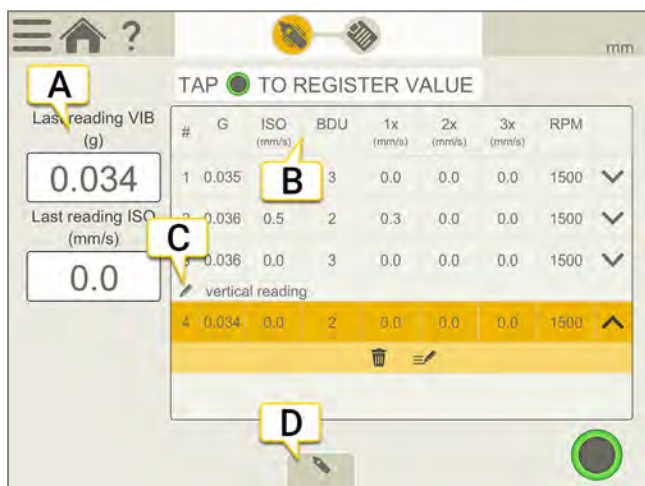 ?
mm
TAP TO REGISTER VALUE
A
Last reading VIB
(g)
0.034
Last reading ISO
(mm/s)
0.0
# G ISO BDU 1x 2x 3x RPM
(mm/s) (mm/s) (mm/s) (mm/s)
B
1 0.035 3 0.0 0.0 0.0 1500
0.036 0.5 2 0.3 0.0 0.0 1500
C
0.036 0.0 3 0.0 0.0 0.0 1500
vertical reading
4 0.034 0.0 2 0.0 0.0 0.0 1500
D